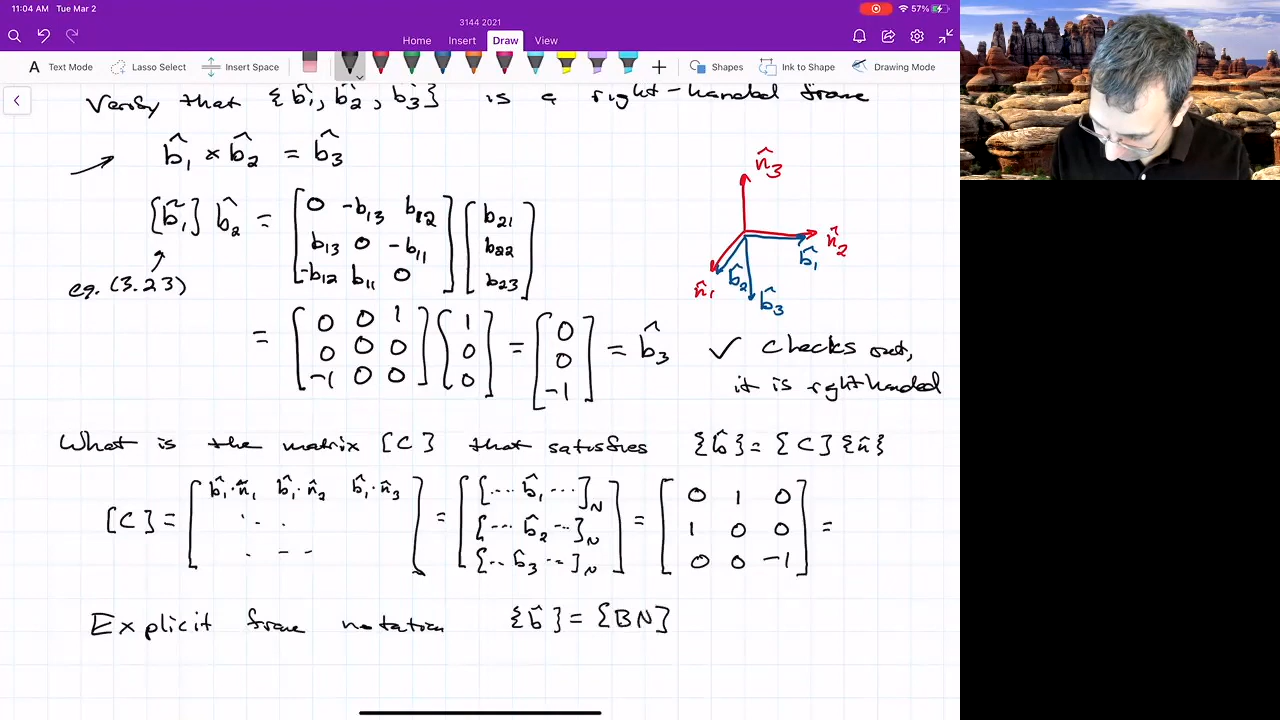 11:04 AM Tue Mar 2
57%
3144 2021
Home Insert Draw View
Text Mode Lasso Select Insert Space Shapes Ink to Shape Drawing Mode
Verify that {b̂₁, b̂₂, b̂₃} is a right-handed frame
b̂₁ × b̂₂ = b̂₃
[b̃₁] b̂₂ = [0 -b₁₃ b₁₂; b₁₃ 0 -b₁₁; -b₁₂ b₁₁ 0] [b₂₁; b₂₂; b₂₃]
eq. (3.23)
n̂₃
n̂₂
b̂₁
b̂₂
n̂₁
b̂₃
= [0 0 1; 0 0 0; -1 0 0] [1; 0; 0] = [0; 0; -1] = b̂₃ ✓ checks out,
it is right handed
What is the matrix [C] that satisfies {b̂} = [C]{n̂}
[C] = [b̂₁·n̂₁ b̂₁·n̂₂ b̂₁·n̂₃] = [{... b̂₁ ...}_N; {... b̂₂ ...}_N; {... b̂₃ ...}_N] = [0 1 0; 1 0 0; 0 0 -1] =
Explicit frame notation {b̂} = [BN]